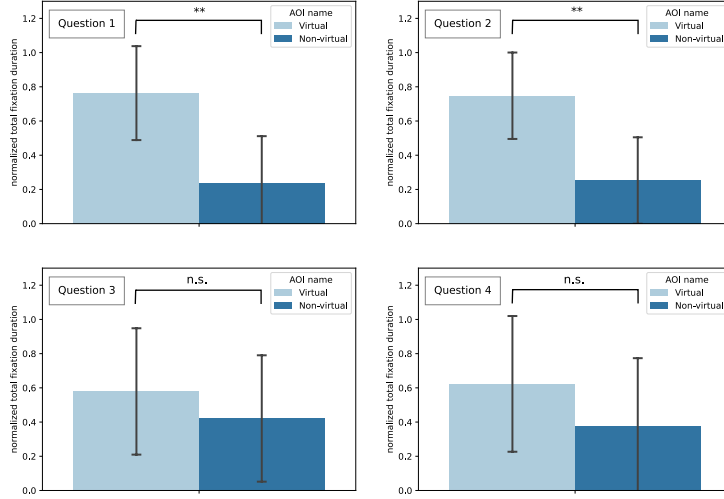 Question 1
**
AOI name
Virtual
Non-virtual
normalized total fixation duration
1.2
1.0
0.8
0.6
0.4
0.2
0.0
Question 2
**
AOI name
Virtual
Non-virtual
normalized total fixation duration
1.2
1.0
0.8
0.6
0.4
0.2
0.0
Question 3
n.s.
AOI name
Virtual
Non-virtual
normalized total fixation duration
1.2
1.0
0.8
0.6
0.4
0.2
0.0
Question 4
n.s.
AOI name
Virtual
Non-virtual
normalized total fixation duration
1.2
1.0
0.8
0.6
0.4
0.2
0.0